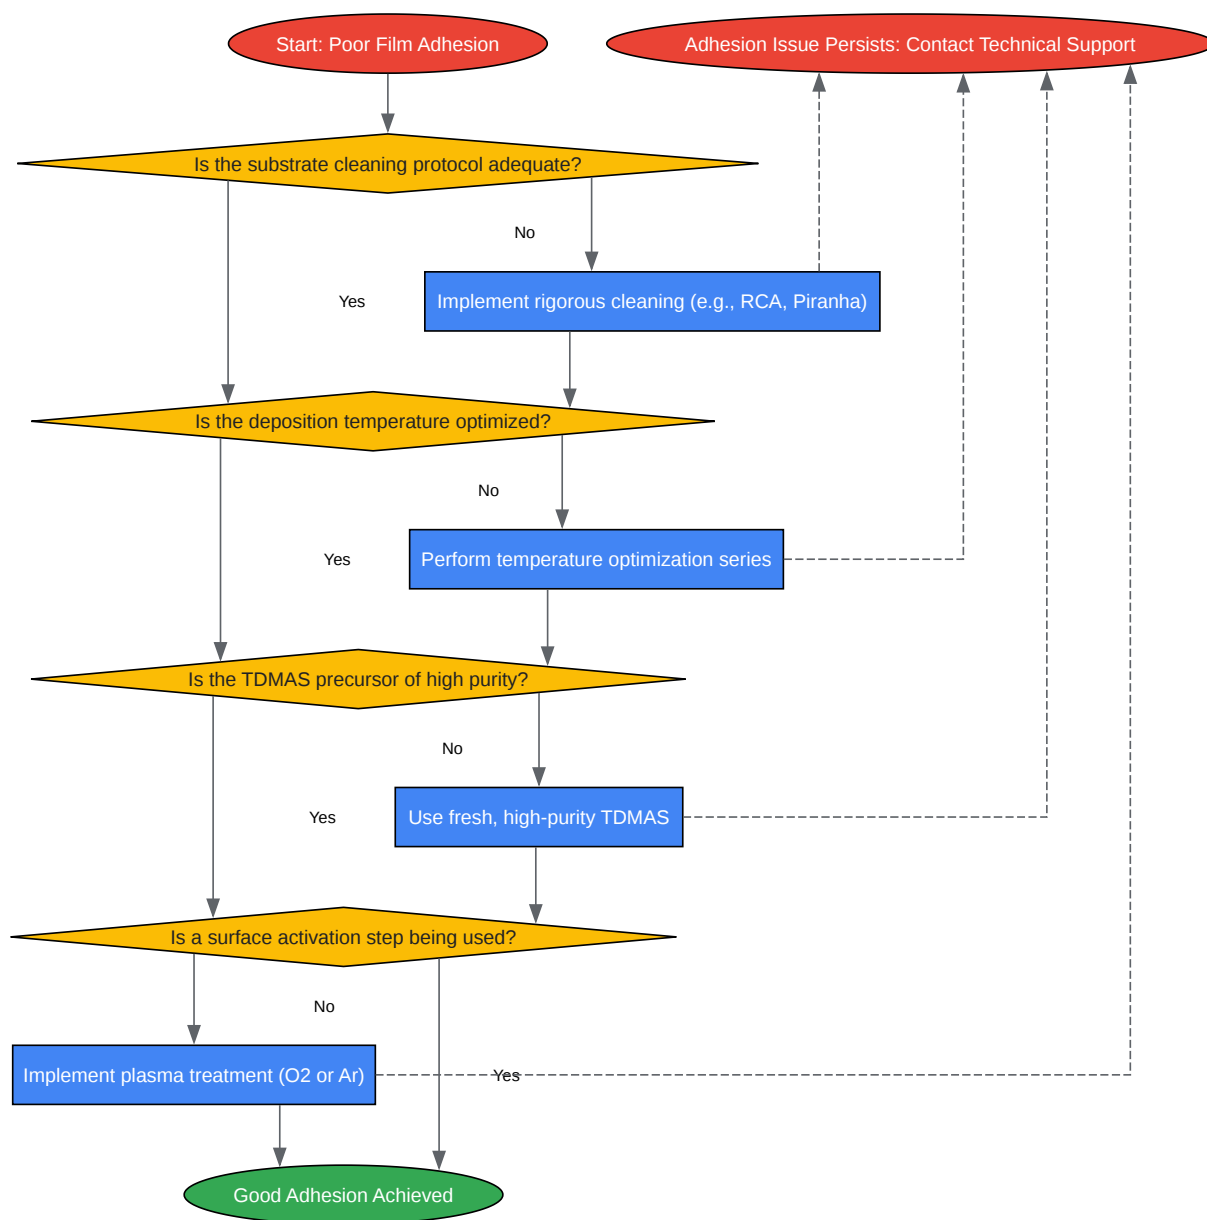 Start: Poor Film Adhesion
Adhesion Issue Persists: Contact Technical Support
Is the substrate cleaning protocol adequate?
No
Yes
Implement rigorous cleaning (e.g., RCA, Piranha)
Is the deposition temperature optimized?
No
Yes
Perform temperature optimization series
Is the TDMAS precursor of high purity?
No
Yes
Use fresh, high-purity TDMAS
Is a surface activation step being used?
No
Implement plasma treatment (O2 or Ar)
Yes
Good Adhesion Achieved